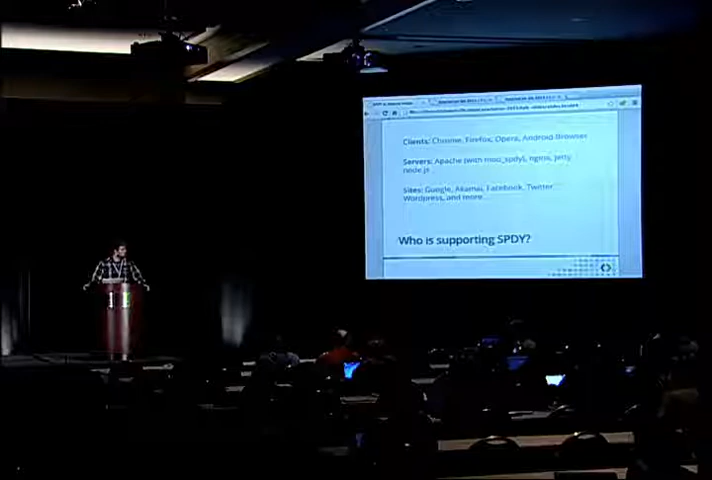 Clients: Chrome, Firefox, Opera, Android Browser
Servers: Apache (with mod_spdy), nginx, Jetty
node.js
Sites: Google, Akamai, Facebook, Twitter
Wordpress, and more...
Who is supporting SPDY?